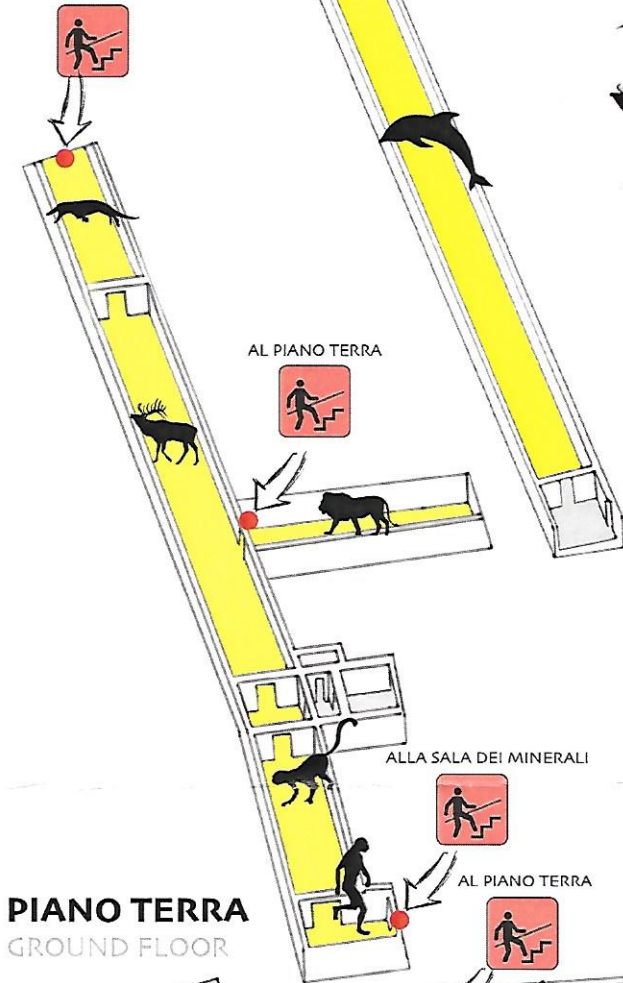 AL PIANO TERRA
ALLA SALA DEI MINERALI
AL PIANO TERRA
PIANO TERRA
GROUND FLOOR